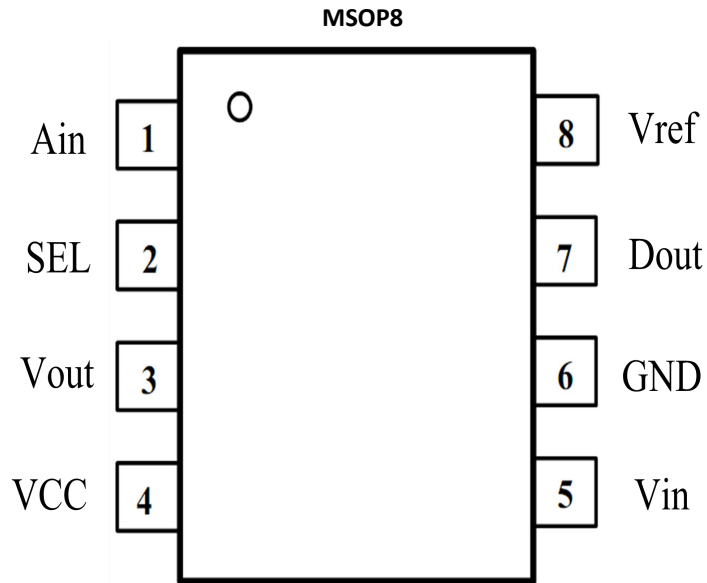 MSOP8
Ain 1 8 Vref
SEL 2 7 Dout
Vout 3 6 GND
VCC 4 5 Vin